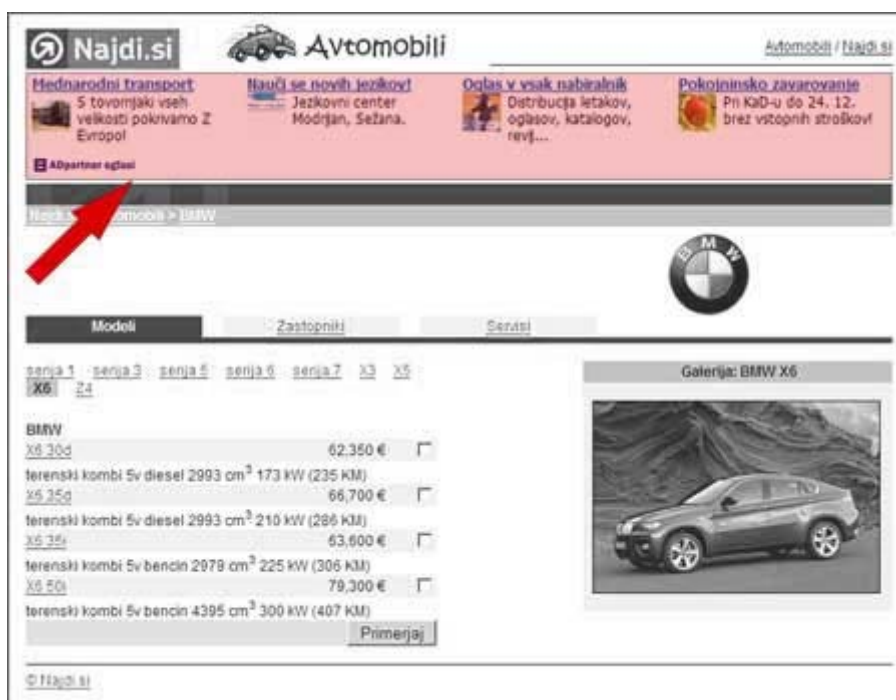 Najdi.si
Avtomobili
Avtomobili / Najdi.si
Mednarodni transport
S tovornjaki vseh
velikosti pokrivamo Z
Evropo!
Nauči se novih jezikov!
Jezikovni center
Modrijan, Sežana.
Oglas v vsak nabiralnik
Distribucija letakov,
oglasov, katalogov,
revij...
Pokojninsko zavarovanje
Pri KaD-u do 24. 12.
brez vstopnih stroškov!
ADpartner oglasi
> BMW
BMW
Modeli
Zastopniki
Servisi
serija 1 serija 3 serija 5 serija 6 serija 7 X3 X5
X6 Z4
Galerija: BMW X6
BMW
X6 30d 62.350 €
terenski kombi 5v diesel 2993 cm³ 173 kW (235 KM)
X6 35d 66,700 €
terenski kombi 5v diesel 2993 cm³ 210 kW (286 KM)
X6 35i 63,600 €
terenski kombi 5v bencin 2979 cm³ 225 kW (306 KM)
X6 50i 79,300 €
terenski kombi 5v bencin 4395 cm³ 300 kW (407 KM)
Primerjaj
© Najdi.si